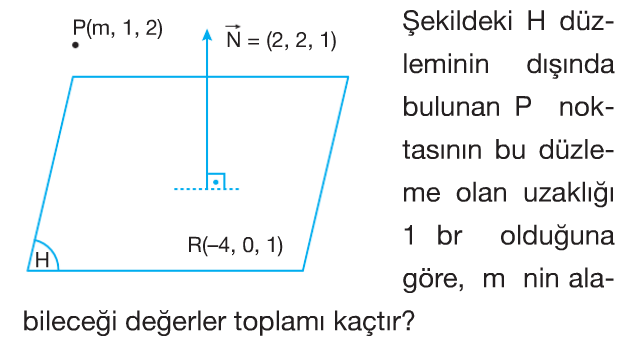 P(m, 1, 2)
N = (2, 2, 1)
R(–4, 0, 1)
H
Şekildeki H düz-
leminin dışında
bulunan P nok-
tasının bu düzle-
me olan uzaklığı
1 br olduğuna
göre, m nin ala-
bileceği değerler toplamı kaçtır?